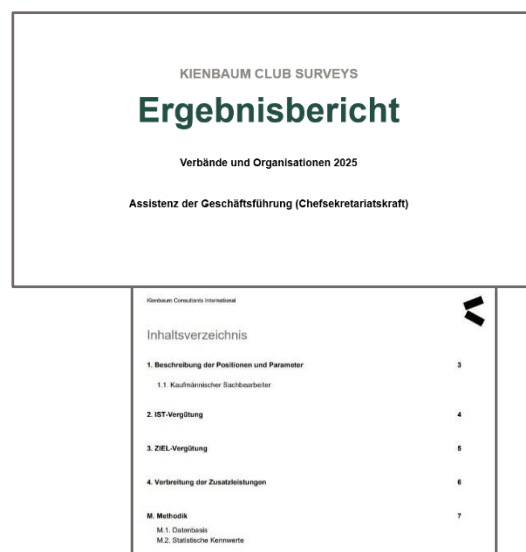 KIENBAUM CLUB SURVEYS
Ergebnisbericht
Verbände und Organisationen 2025
Assistenz der Geschäftsführung (Chefsekretariatskraft)
Kienbaum Consultants International
Inhaltsverzeichnis
1. Beschreibung der Positionen und Parameter 3
1.1. Kaufmännischer Sachbearbeiter
2. IST-Vergütung 4
3. ZIEL-Vergütung 5
4. Verbreitung der Zusatzleistungen 6
M. Methodik 7
M.1. Datenbasis
M.2. Statistische Kennwerte